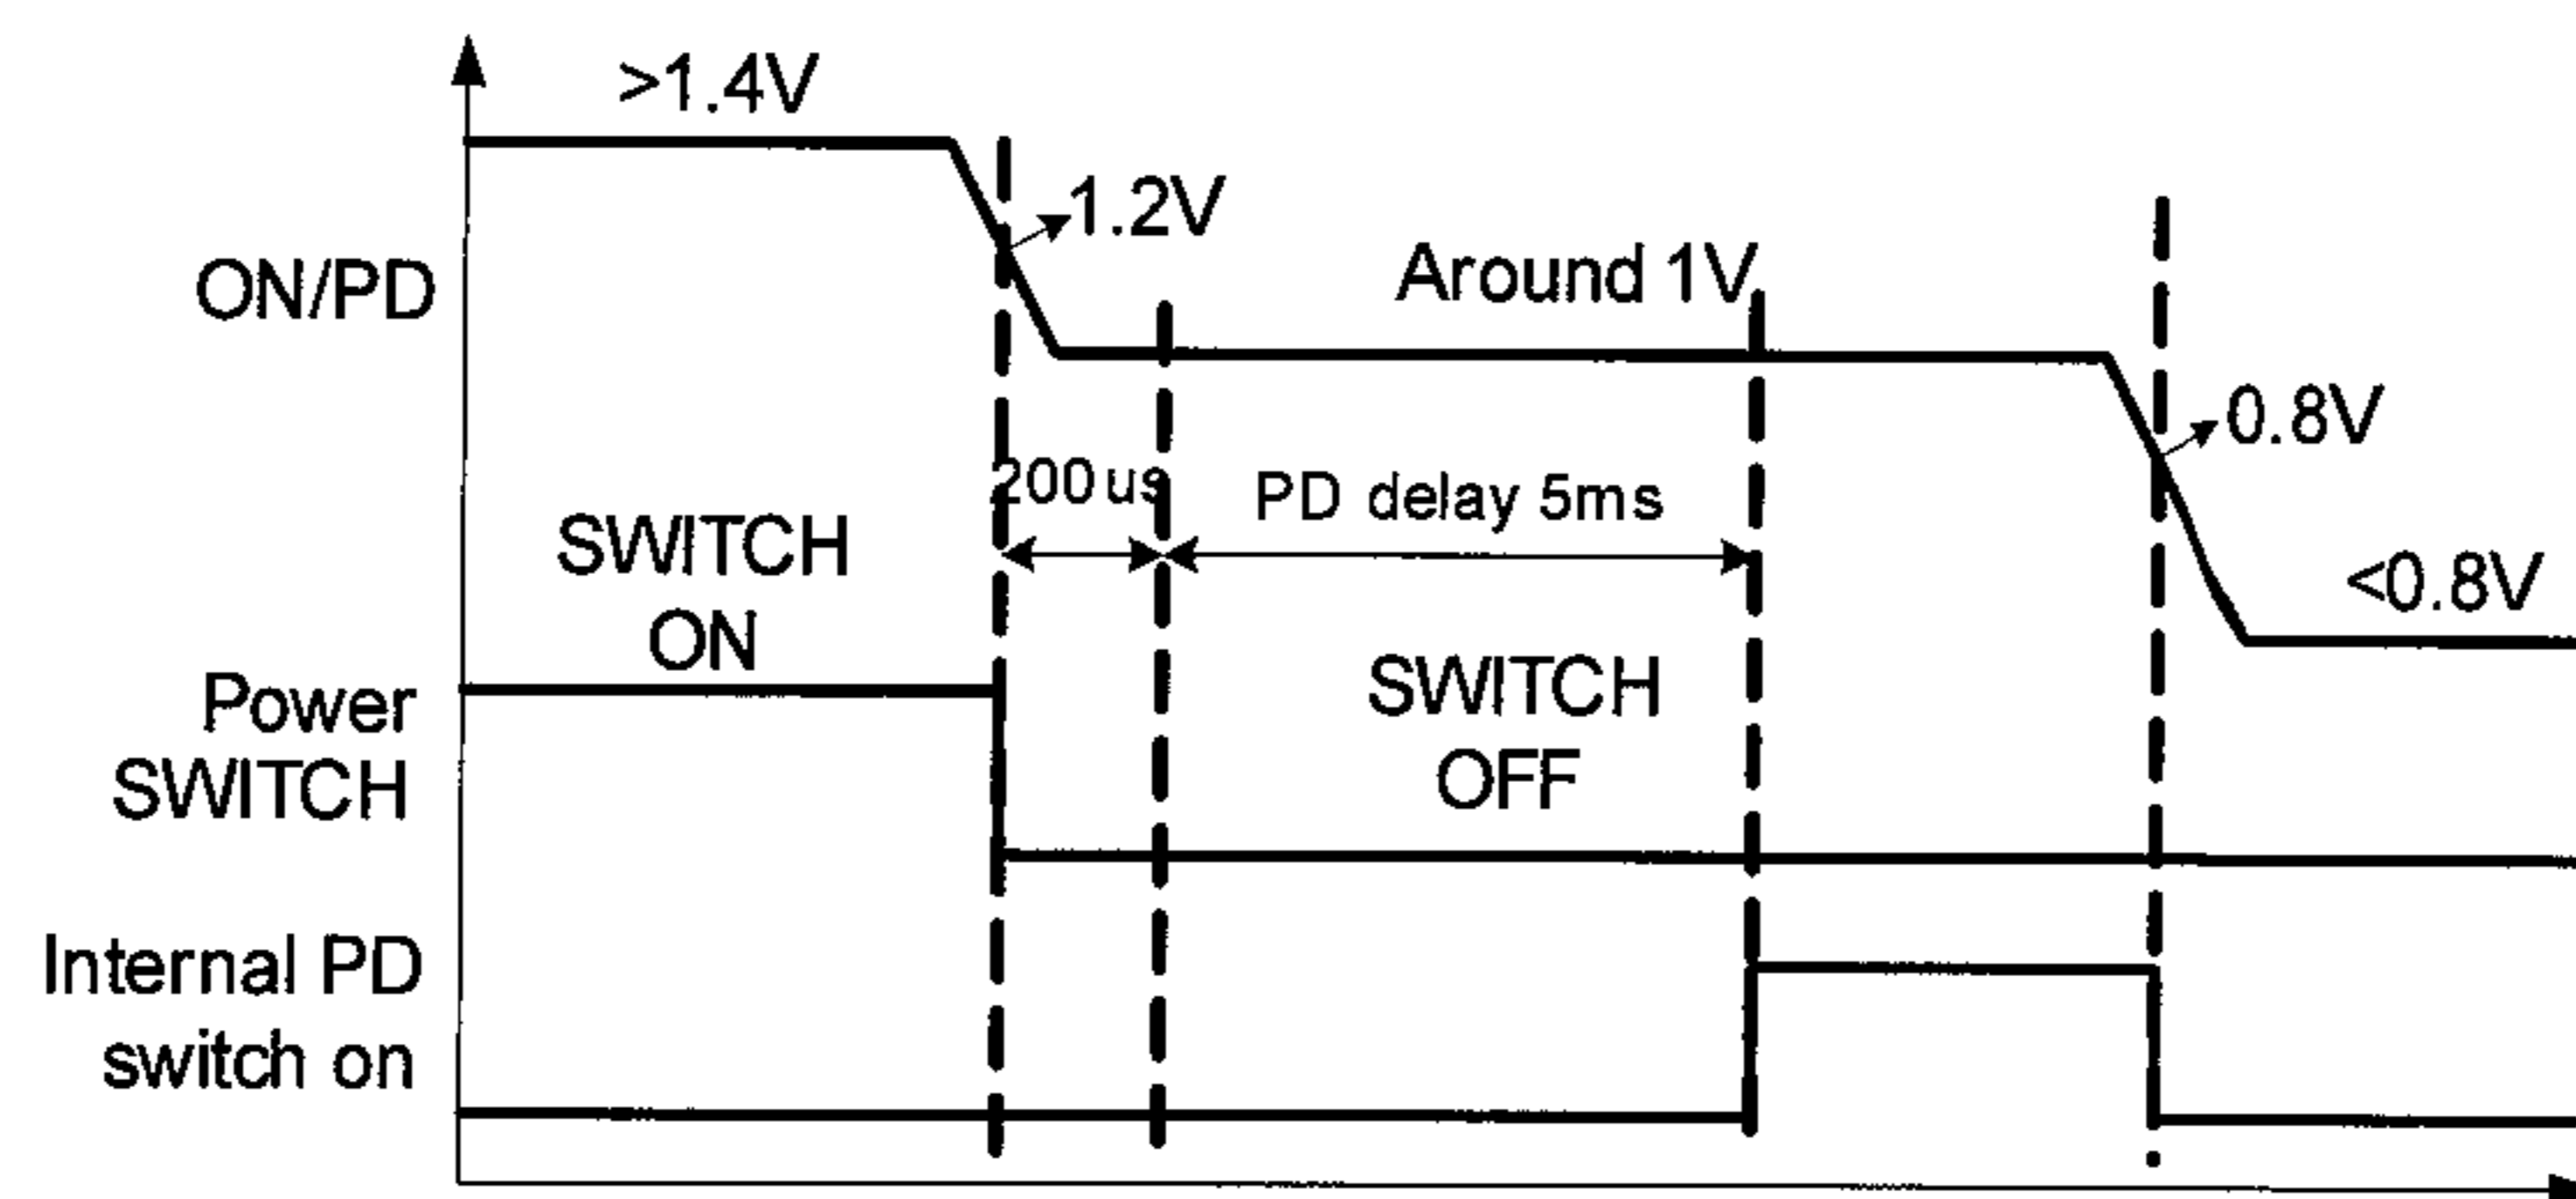 >1.4V
1.2V
ON/PD
Around 1V
0.8V
200us
PD delay 5ms
SWITCH
ON
<0.8V
Power
SWITCH
SWITCH
OFF
Internal PD
switch on